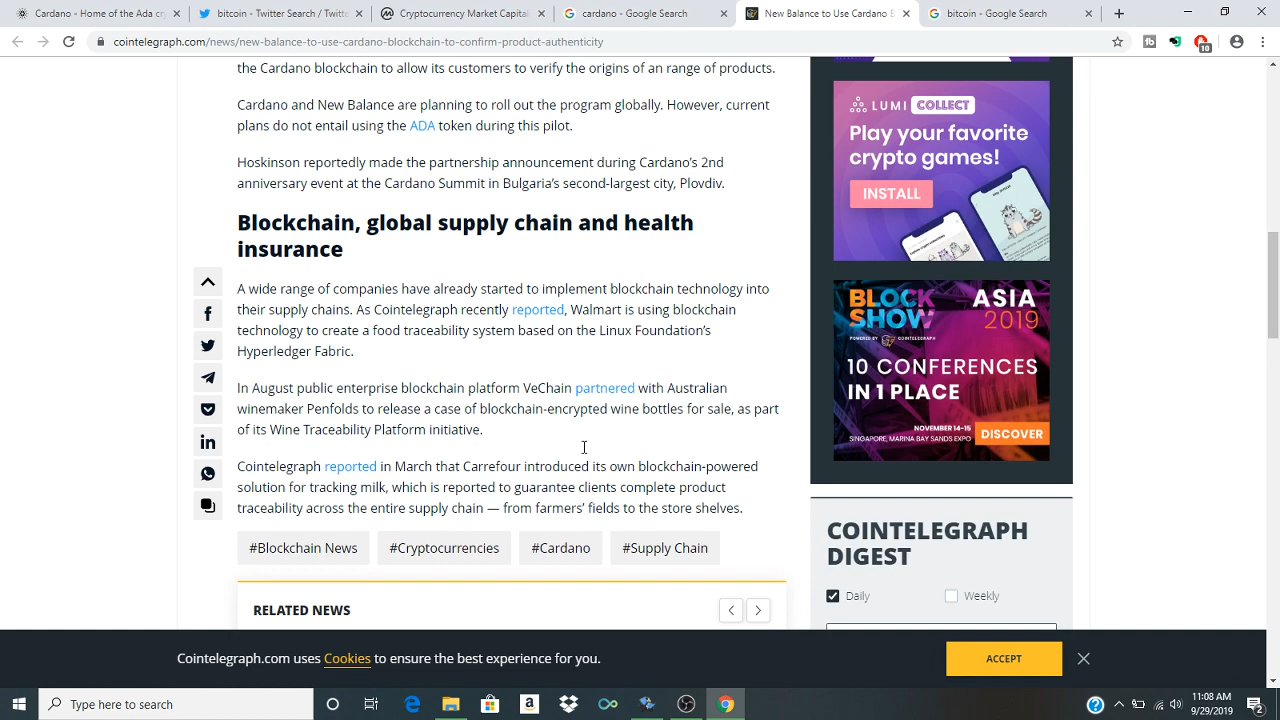 Home of the Ada cry
Twitter
Cryptocurrency Market Capital
cardano - Google Search
New Bal
Google Search
cointelegraph.com/news/new-balance-to-use-cardano-blockchain-to-confirm-product-authenticity
10
the Cardano blockchain to allow its customers to verify the origins of an range of products.
Cardano and New Balance are planning to roll out the program globally. However, current
plans do not entail using the ADA token during this pilot.
Hoskinson reportedly made the partnership announcement during Cardano's 2nd
anniversary event at the Cardano Summit in Bulgaria's second-largest city, Plovdiv.
Blockchain, global supply chain and health
insurance
A wide range of companies have already started to implement blockchain technology into
their supply chains. As Cointelegraph recently reported, Walmart is using blockchain
technology to create a food traceability system based on the Linux Foundation's
Hyperledger Fabric.
In August public enterprise blockchain platform VeChain partnered with Australian
winemaker Penfolds to release a case of blockchain-encrypted wine bottles for sale, as part
of its Wine Traceability Platform initiative.
Cointelegraph reported in March that Carrefour introduced its own blockchain-powered
solution for tracking milk, which is reported to guarantee clients complete product
traceability across the entire supply chain — from farmers' fields to the store shelves.
#Blockchain News
#Cryptocurrencies
#Cardano
#Supply Chain
RELATED NEWS
LUMI COLLECT
Play your favorite
crypto games!
INSTALL
BLOCK
SHOW
POWERED BY COINTELEGRAPH
ASIA
2019
10 CONFERENCES
IN 1 PLACE
NOVEMBER 14-15
SINGAPORE, MARINA BAY SANDS EXPO
DISCOVER
COINTELEGRAPH
DIGEST
Daily
Weekly
Cointelegraph.com uses Cookies to ensure the best experience for you.
ACCEPT
Type here to search
11:08 AM
9/29/2019
2